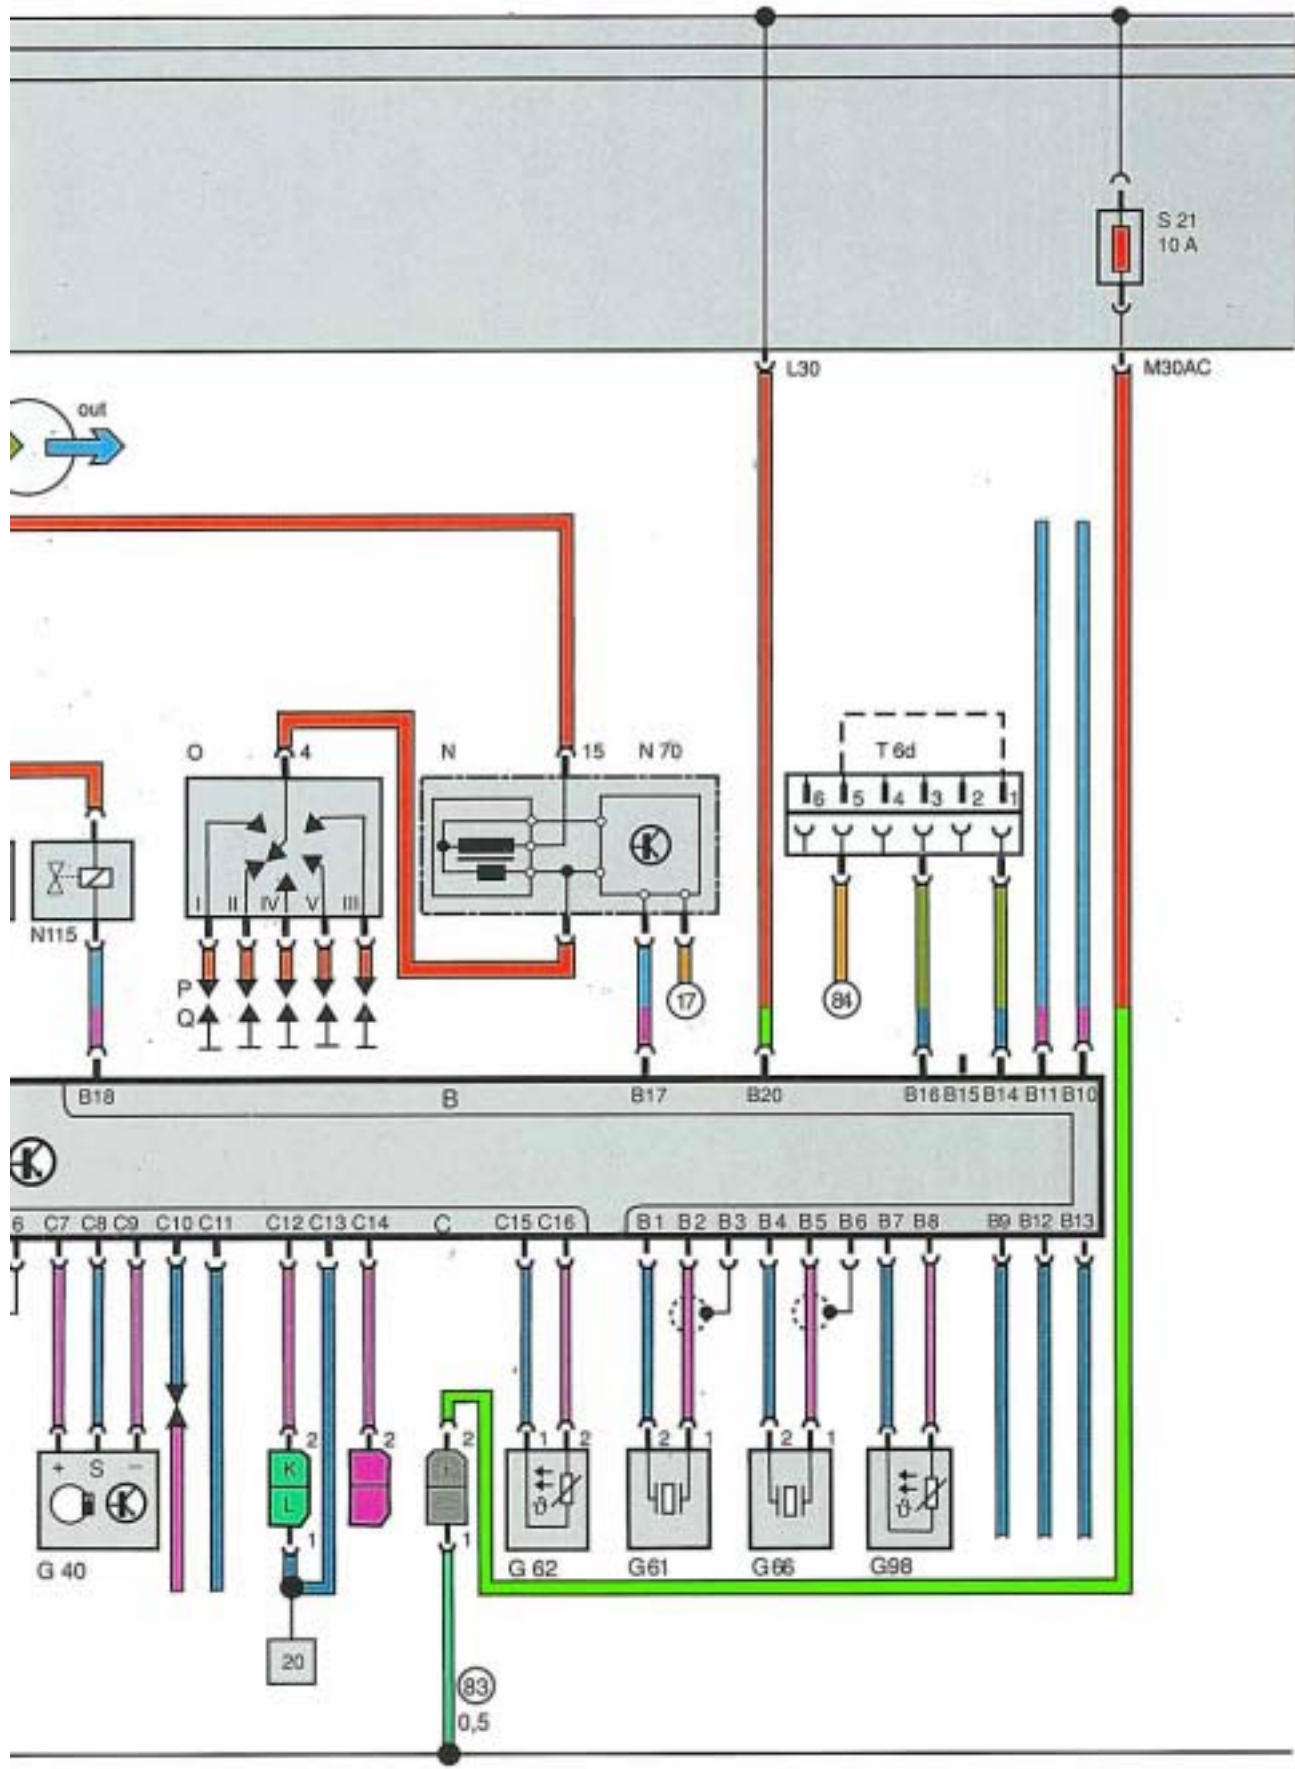 S 21
10 A
L30
M30AC
out
O
4
N
15
N 70
T 6d
6 5 4 3 2 1
I II IV V III
N115
P
Q
17
84
B18
B
B17
B20
B16 B15 B14 B11 B10
6 C7 C8 C9 C10 C11 C12 C13 C14 C C15 C16 B1 B2 B3 B4 B5 B6 B7 B8 B9 B12 B13
2 2 2 1 2 2 1 2 1
+ S − K + ϑ ϑ
L −
1 1
G 40
G 62
G61
G66
G98
20
83
0,5